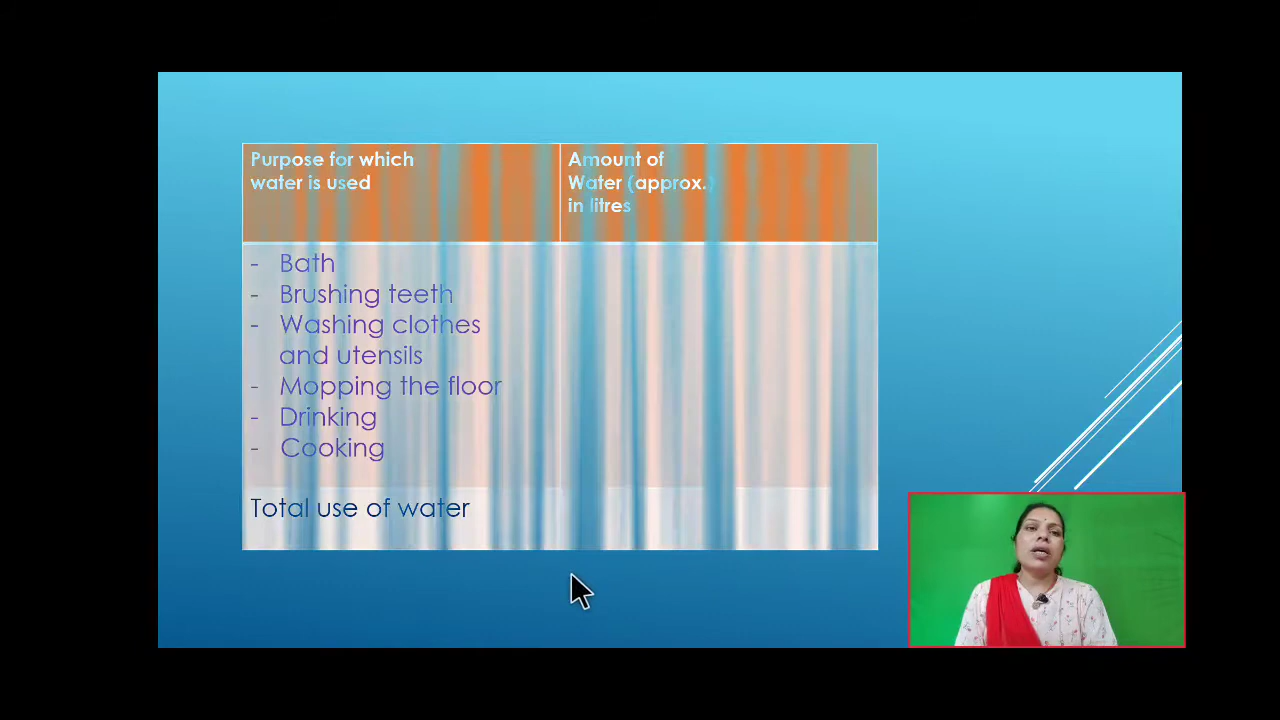 Purpose for which
water is used
Amount of
Water (approx.)
in litres
- Bath
- Brushing teeth
- Washing clothes
and utensils
- Mopping the floor
- Drinking
- Cooking
Total use of water